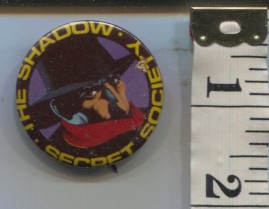 THE SHADOW • SECRET SOCIETY •
1
2